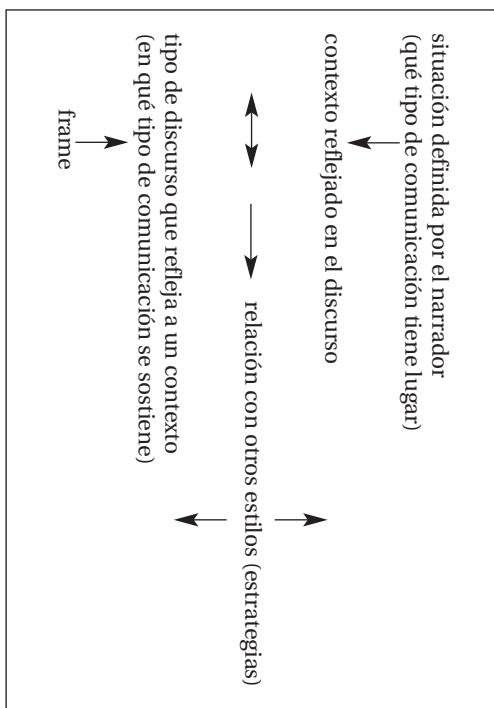 situación definida por el narrador
(qué tipo de comunicación tiene lugar)
contexto reflejado en el discurso
relación con otros estilos (estrategias)
tipo de discurso que refleja a un contexto
(en qué tipo de comunicación se sostiene)
frame